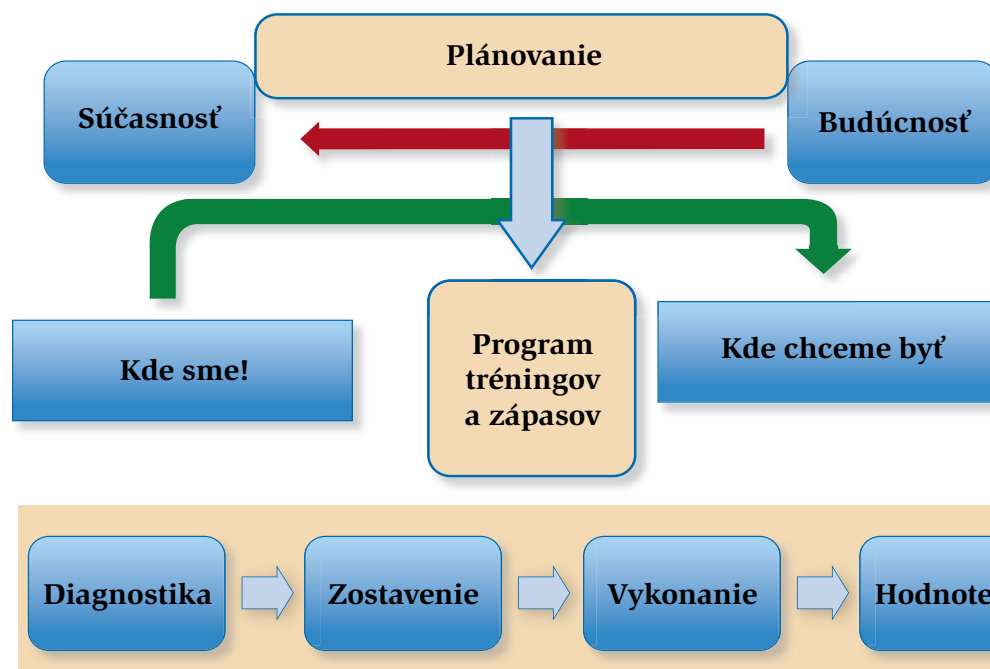 Plánovanie
Súčasnosť
Budúcnosť
Kde sme!
Program
tréningov
a zápasov
Kde chceme byť
Diagnostika
Zostavenie
Vykonanie
Hodnote